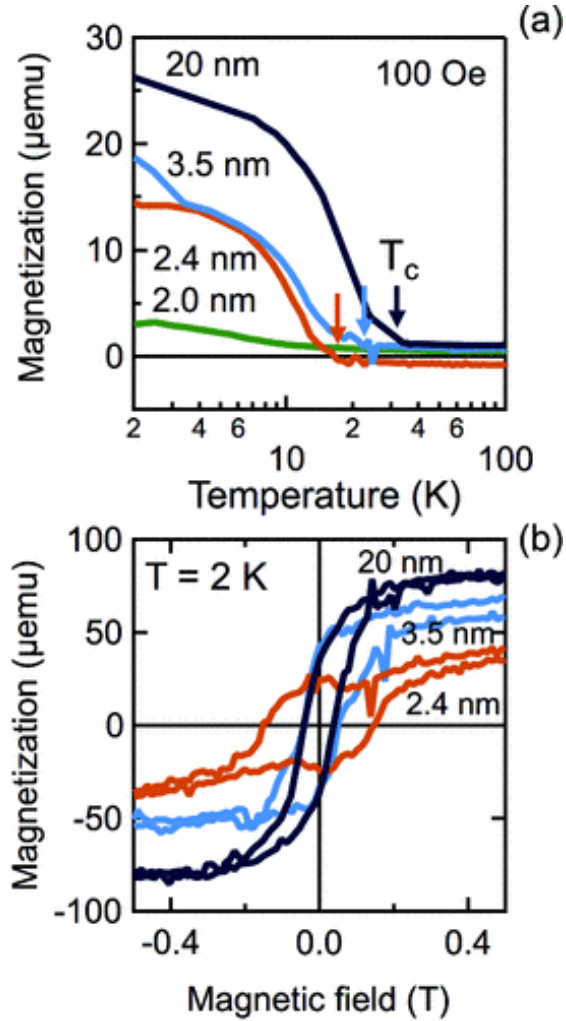 (a)
30
20
10
0
Magnetization (µemu)
20 nm
100 Oe
3.5 nm
2.4 nm
2.0 nm
Tc
2 4 6 10 2 4 6 100
Temperature (K)
(b)
100
50
0
-50
-100
Magnetization (µemu)
T = 2 K
20 nm
3.5 nm
2.4 nm
-0.4 0.0 0.4
Magnetic field (T)